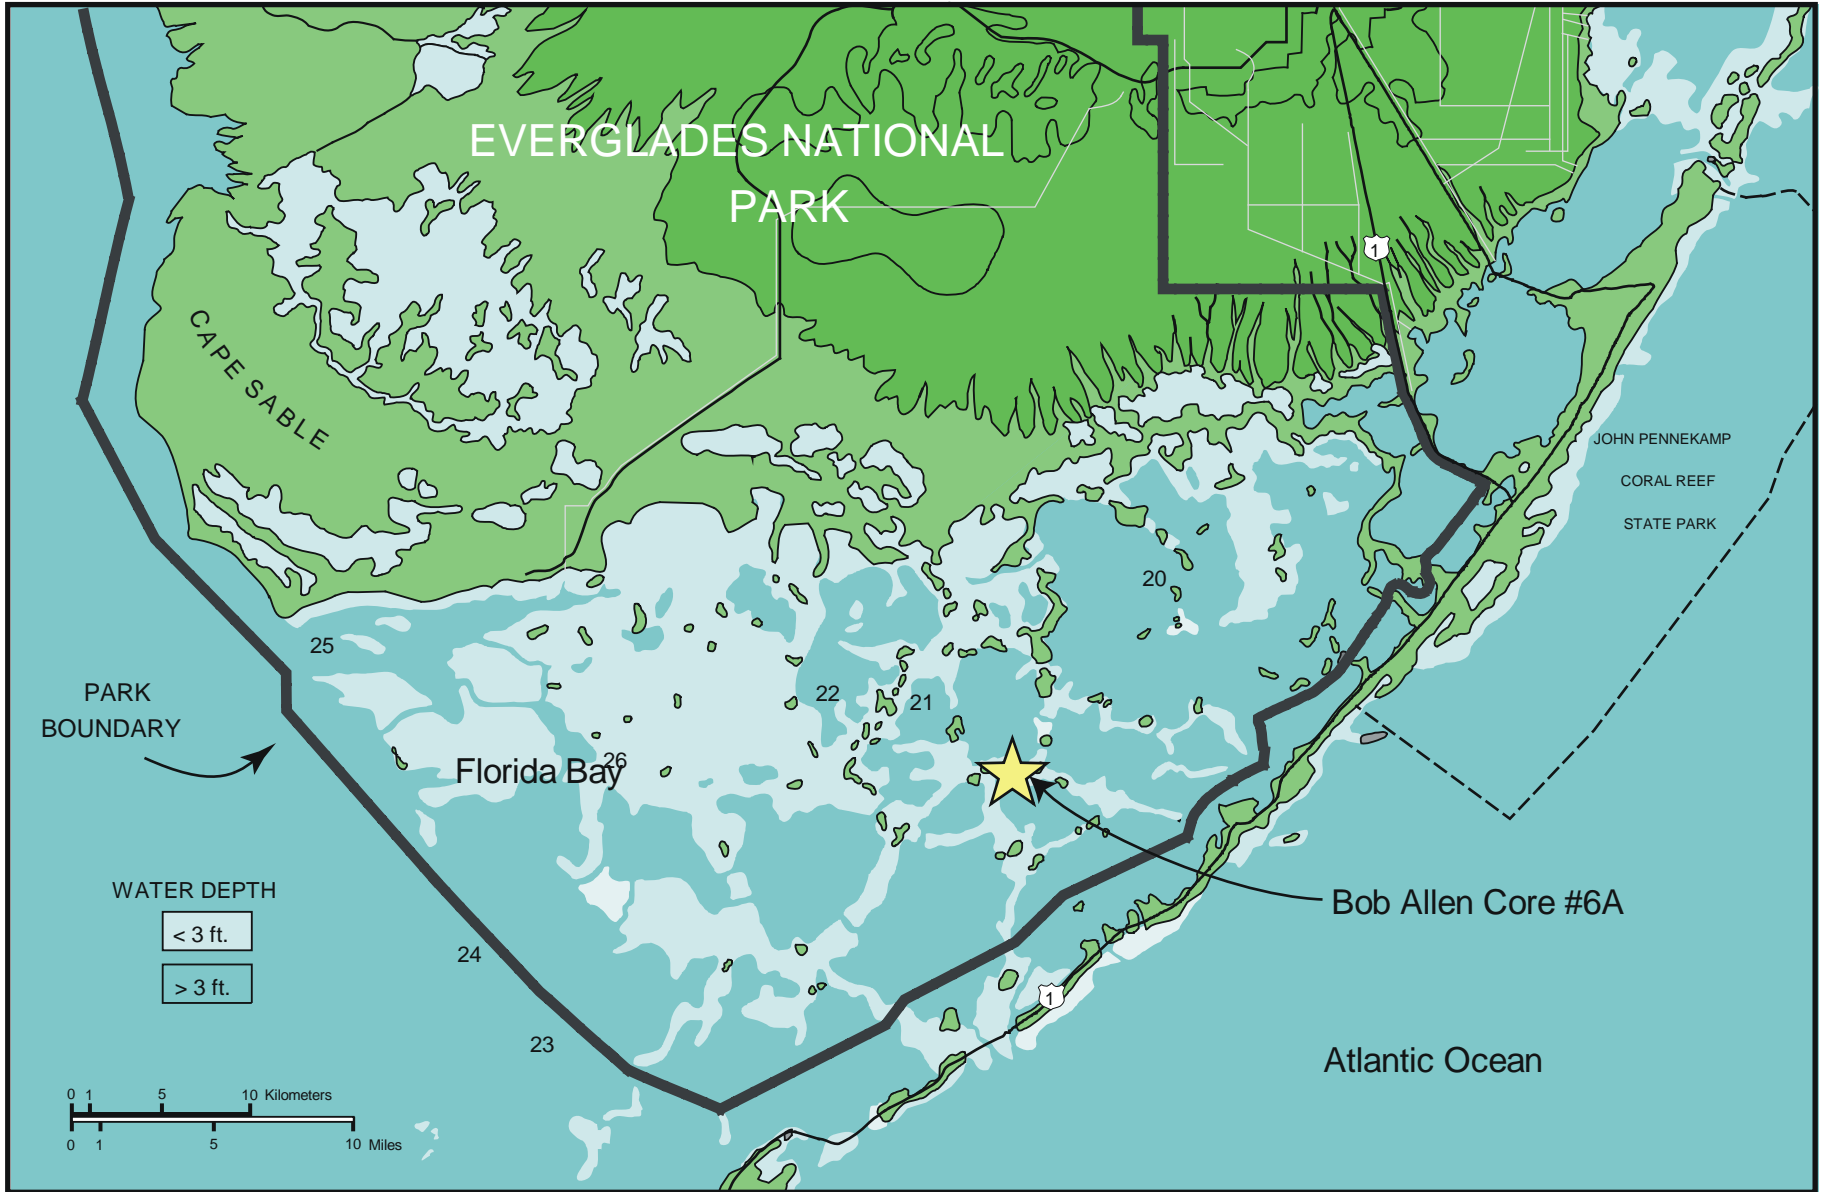 EVERGLADES NATIONAL
PARK
1
CAPE SABLE
JOHN PENNEKAMP
CORAL REEF
STATE PARK
20
25
22
21
PARK
BOUNDARY
Florida Bay
26
WATER DEPTH
< 3 ft.
> 3 ft.
Bob Allen Core #6A
24
23
1
Atlantic Ocean
0 1 5 10 Kilometers
0 1 5 10 Miles